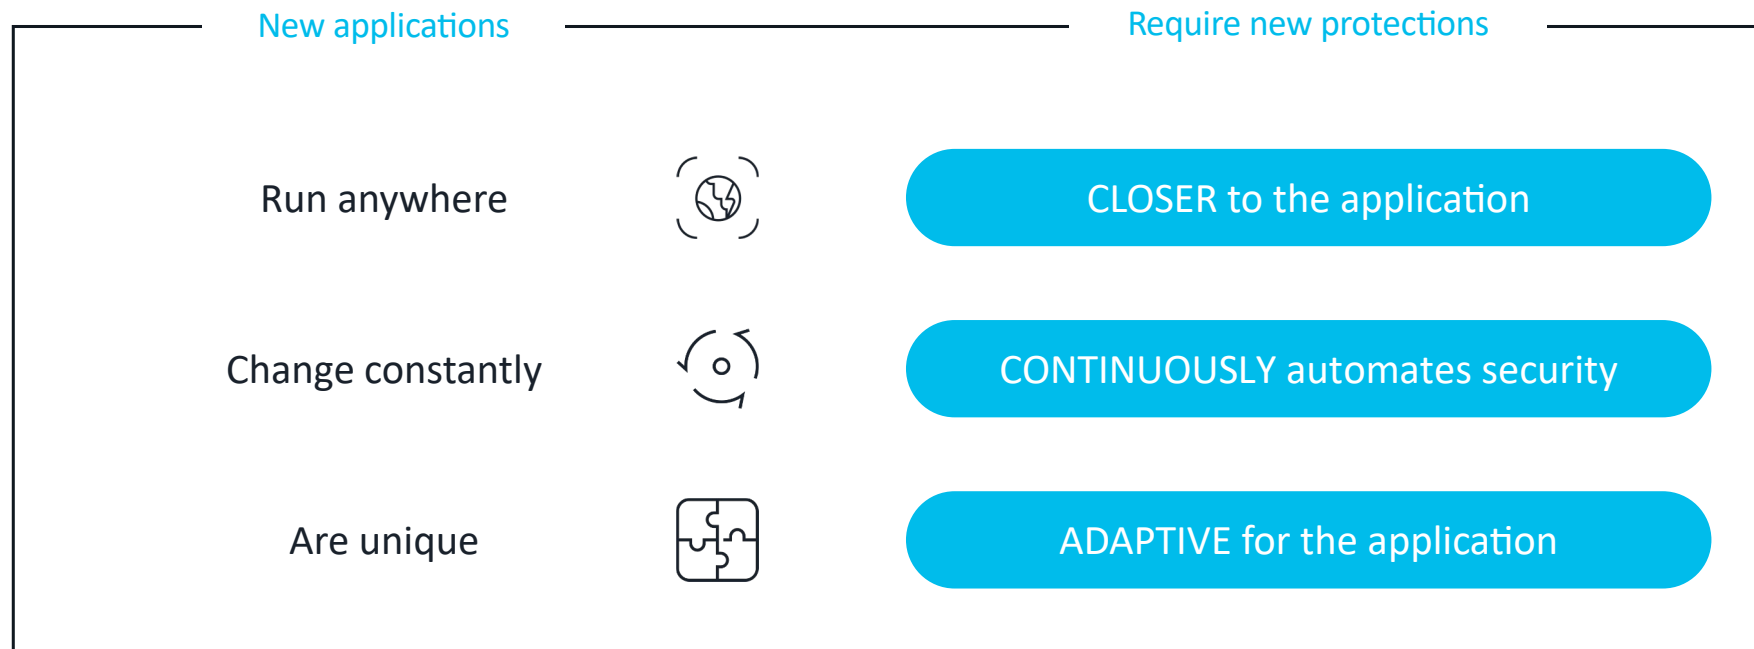 New applications
Require new protections
Run anywhere
CLOSER to the application
Change constantly
CONTINUOUSLY automates security
Are unique
ADAPTIVE for the application